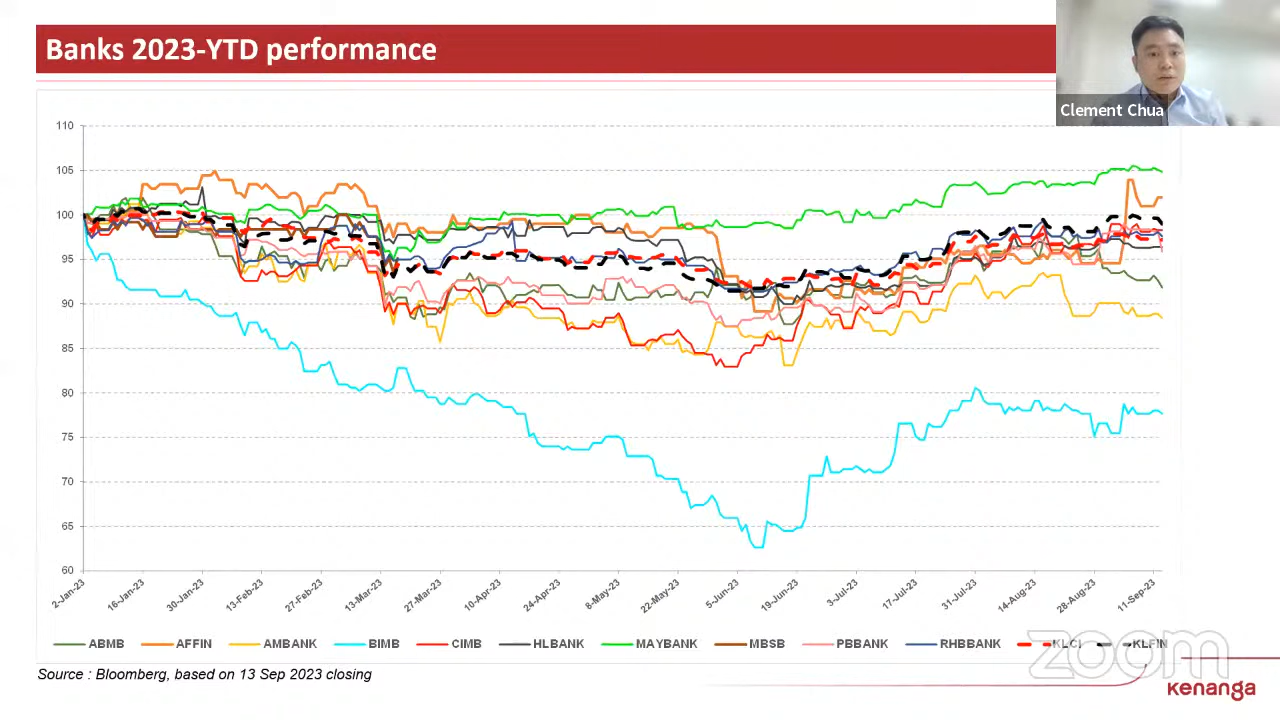 Banks 2023-YTD performance
Clement Chua
110
105
100
95
90
85
80
75
70
65
60
2-Jan-23 16-Jan-23 30-Jan-23 13-Feb-23 27-Feb-23 13-Mar-23 27-Mar-23 10-Apr-23 24-Apr-23 8-May-23 22-May-23 5-Jun-23 19-Jun-23 3-Jul-23 17-Jul-23 31-Jul-23 14-Aug-23 28-Aug-23 11-Sep-23
ABMB AFFIN AMBANK BIMB CIMB HLBANK MAYBANK MBSB PBBANK RHBBANK KLCI KLFIN
zoom
Source : Bloomberg, based on 13 Sep 2023 closing
kenanga